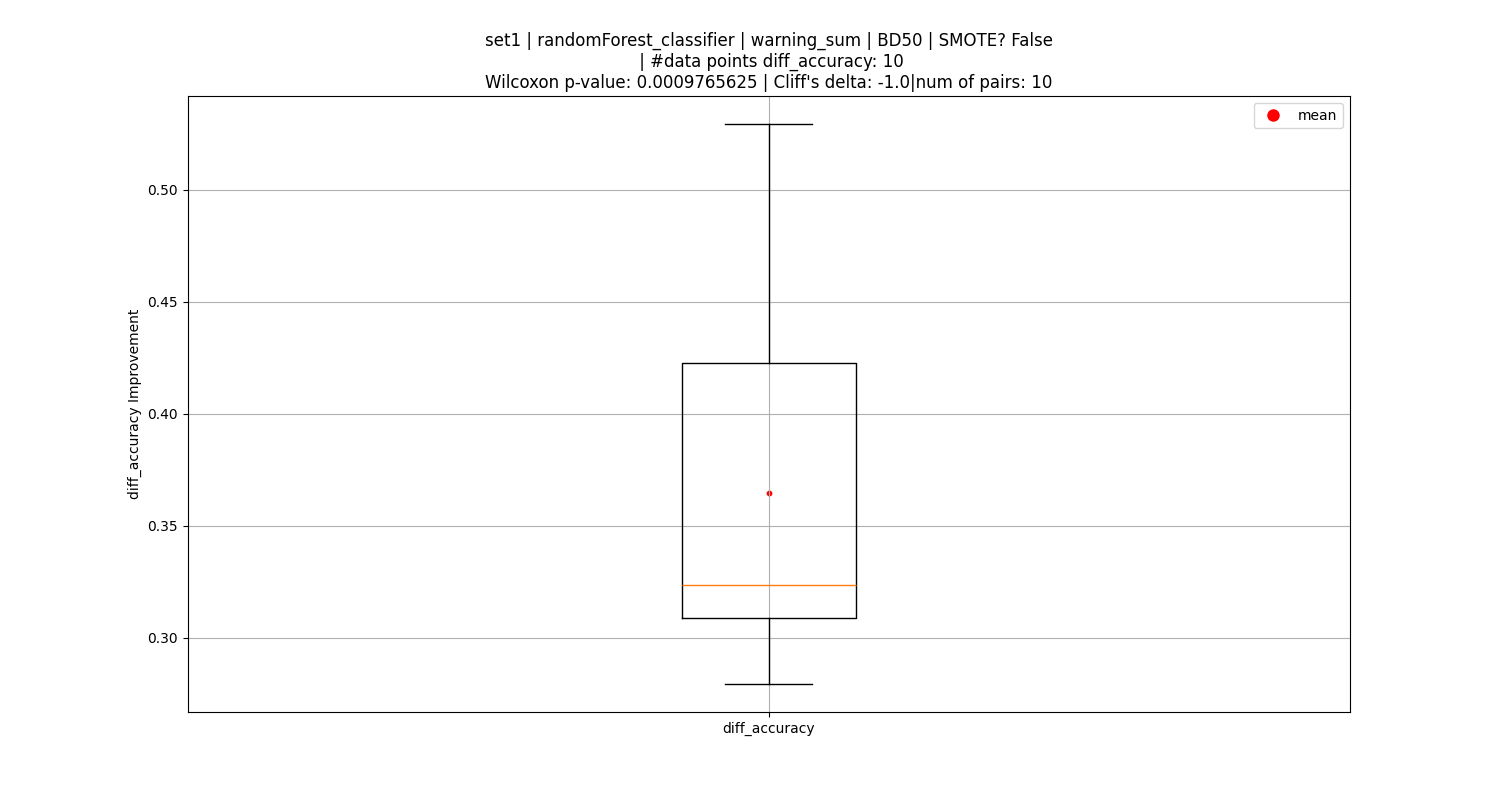 set1 | randomForest_classifier | warning_sum | BD50 | SMOTE? False
| #data points diff_accuracy: 10
Wilcoxon p-value: 0.0009765625 | Cliff's delta: -1.0|num of pairs: 10
mean
0.50
0.45
0.40
0.35
0.30
diff_accuracy Improvement
diff_accuracy